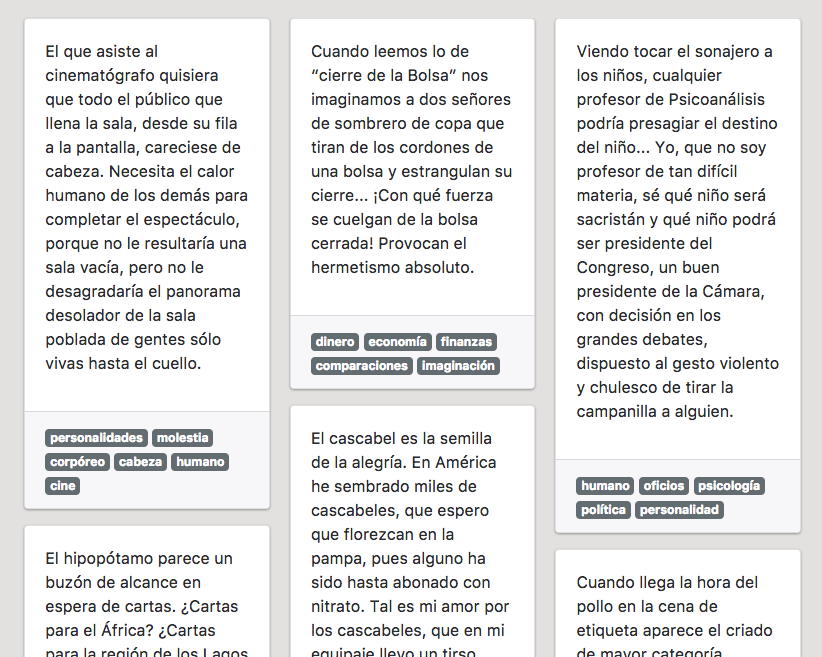 El que asiste al
cinematógrafo quisiera
que todo el público que
llena la sala, desde su fila
a la pantalla, careciese de
cabeza. Necesita el calor
humano de los demás para
completar el espectáculo,
porque no le resultaría una
sala vacía, pero no le
desagradaría el panorama
desolador de la sala
poblada de gentes sólo
vivas hasta el cuello.
personalidades molestia
corpóreo cabeza humano
cine
El hipopótamo parece un
buzón de alcance en
espera de cartas. ¿Cartas
para el África? ¿Cartas
para la región de los Lagos
Cuando leemos lo de
“cierre de la Bolsa” nos
imaginamos a dos señores
de sombrero de copa que
tiran de los cordones de
una bolsa y estrangulan su
cierre... ¡Con qué fuerza
se cuelgan de la bolsa
cerrada! Provocan el
hermetismo absoluto.
dinero economía finanzas
comparaciones imaginación
El cascabel es la semilla
de la alegría. En América
he sembrado miles de
cascabeles, que espero
que florezcan en la
pampa, pues alguno ha
sido hasta abonado con
nitrato. Tal es mi amor por
los cascabeles, que en mi
equipaje llevo un tirso
Viendo tocar el sonajero a
los niños, cualquier
profesor de Psicoanálisis
podría presagiar el destino
del niño... Yo, que no soy
profesor de tan difícil
materia, sé qué niño será
sacristán y qué niño podrá
ser presidente del
Congreso, un buen
presidente de la Cámara,
con decisión en los
grandes debates,
dispuesto al gesto violento
y chulesco de tirar la
campanilla a alguien.
humano oficios psicología
política personalidad
Cuando llega la hora del
pollo en la cena de
etiqueta aparece el criado
de mayor categoría